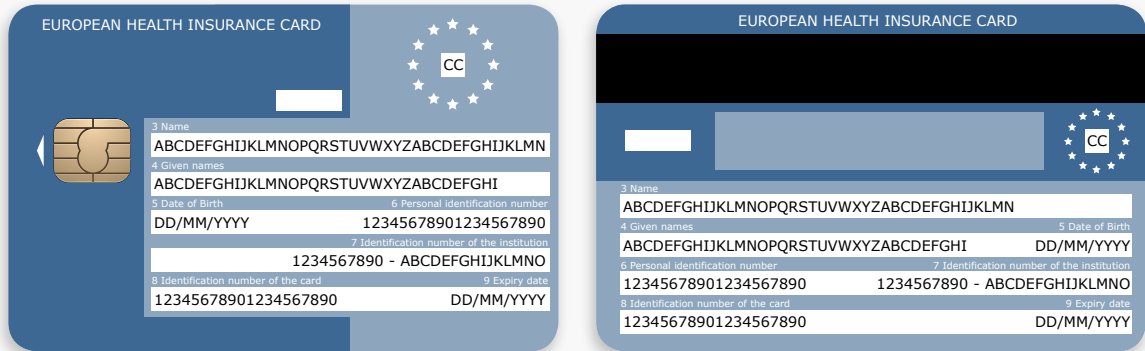 EUROPEAN HEALTH INSURANCE CARD
CC
3 Name
ABCDEFGHIJKLMNOPQRSTUVWXYZABCDEFGHIJKLMN
4 Given names
ABCDEFGHIJKLMNOPQRSTUVWXYZABCDEFGHI
5 Date of Birth 6 Personal identification number
DD/MM/YYYY 12345678901234567890
7 Identification number of the institution
1234567890 - ABCDEFGHIJKLMNO
8 Identification number of the card 9 Expiry date
12345678901234567890 DD/MM/YYYY
EUROPEAN HEALTH INSURANCE CARD
CC
3 Name
ABCDEFGHIJKLMNOPQRSTUVWXYZABCDEFGHIJKLMN
4 Given names 5 Date of Birth
ABCDEFGHIJKLMNOPQRSTUVWXYZABCDEFGHI DD/MM/YYYY
6 Personal identification number 7 Identification number of the institution
12345678901234567890 1234567890 - ABCDEFGHIJKLMNO
8 Identification number of the card 9 Expiry date
12345678901234567890 DD/MM/YYYY